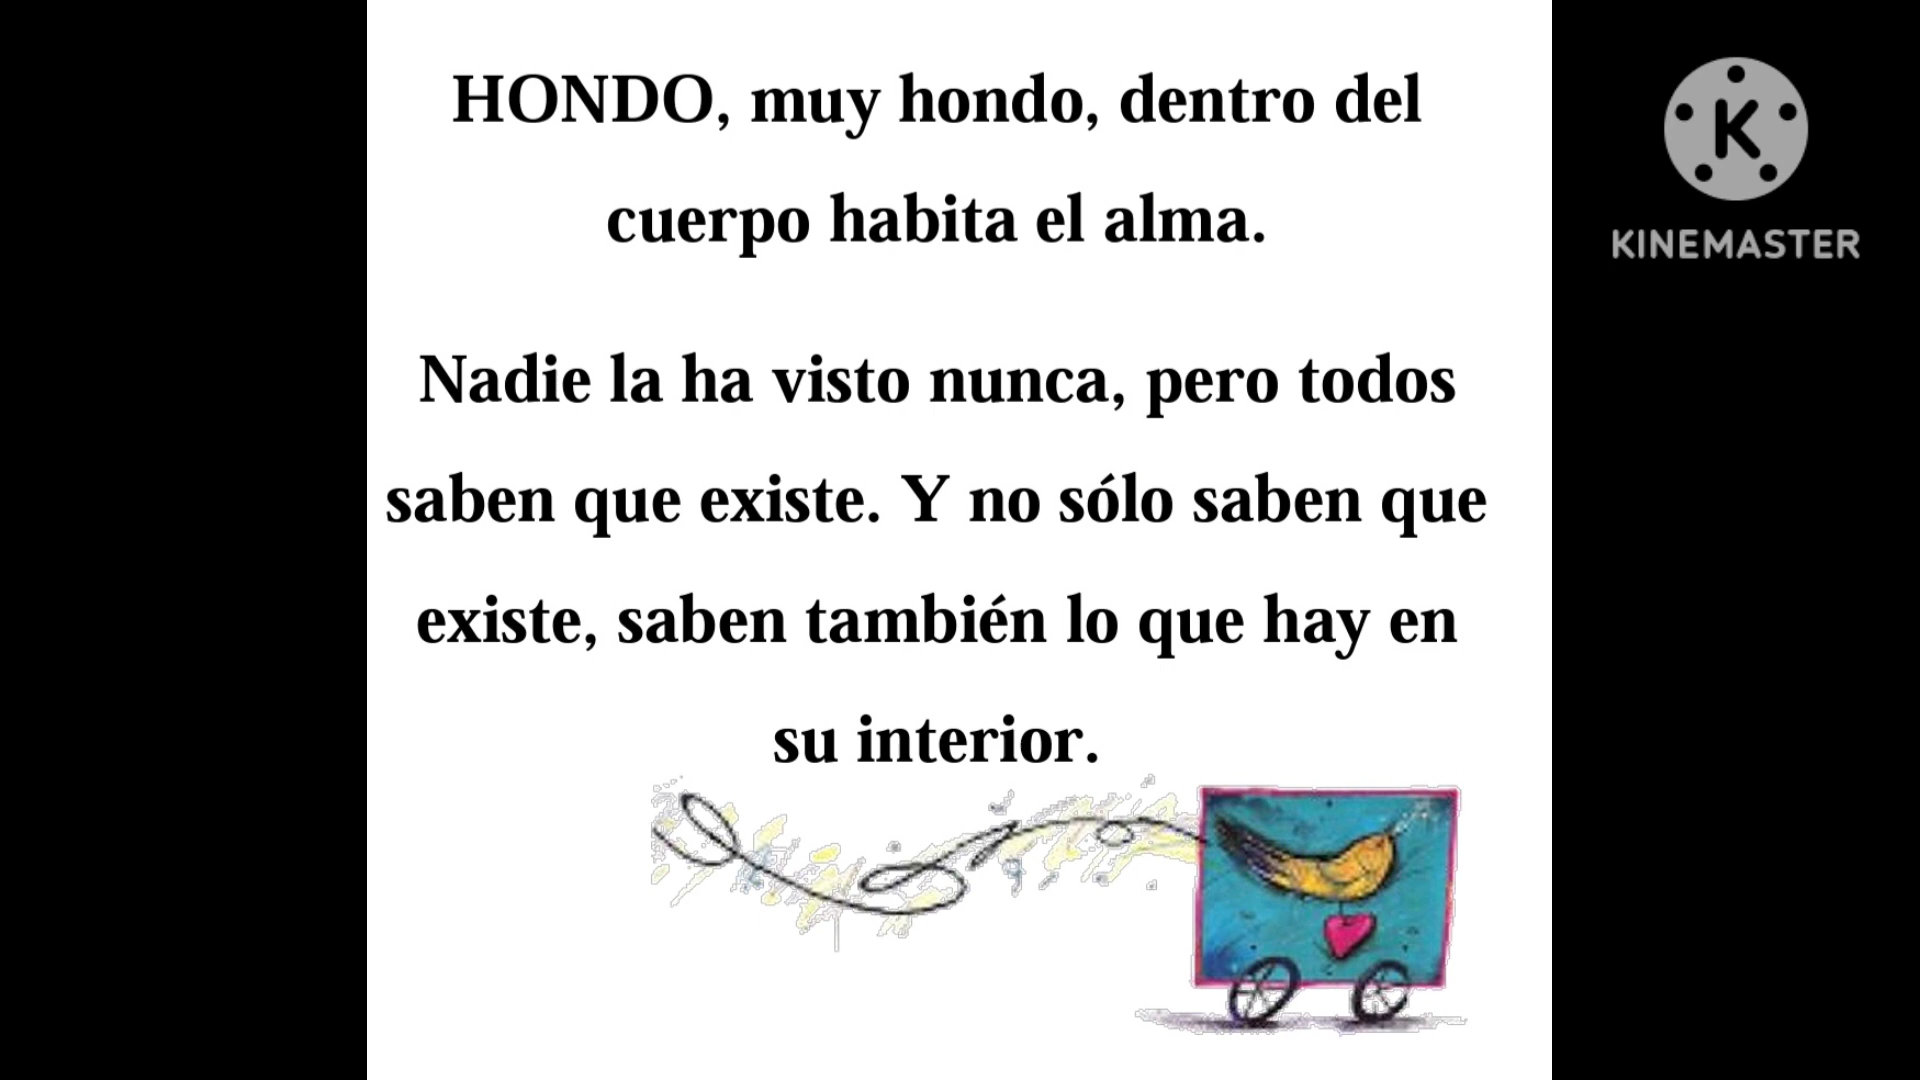 HONDO, muy hondo, dentro del
cuerpo habita el alma.
Nadie la ha visto nunca, pero todos
saben que existe. Y no sólo saben que
existe, saben también lo que hay en
su interior.
K
KINEMASTER